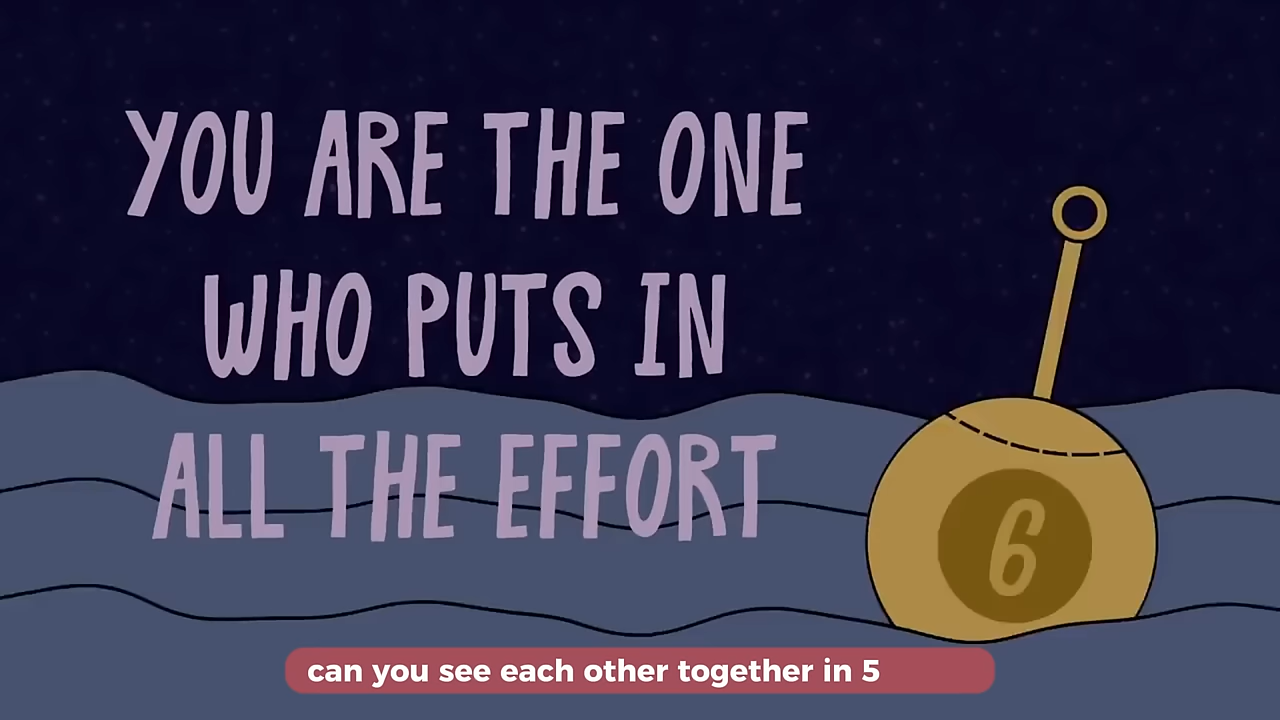 YOU ARE THE ONE
WHO PUTS IN
ALL THE EFFORT
6
can you see each other together in 5